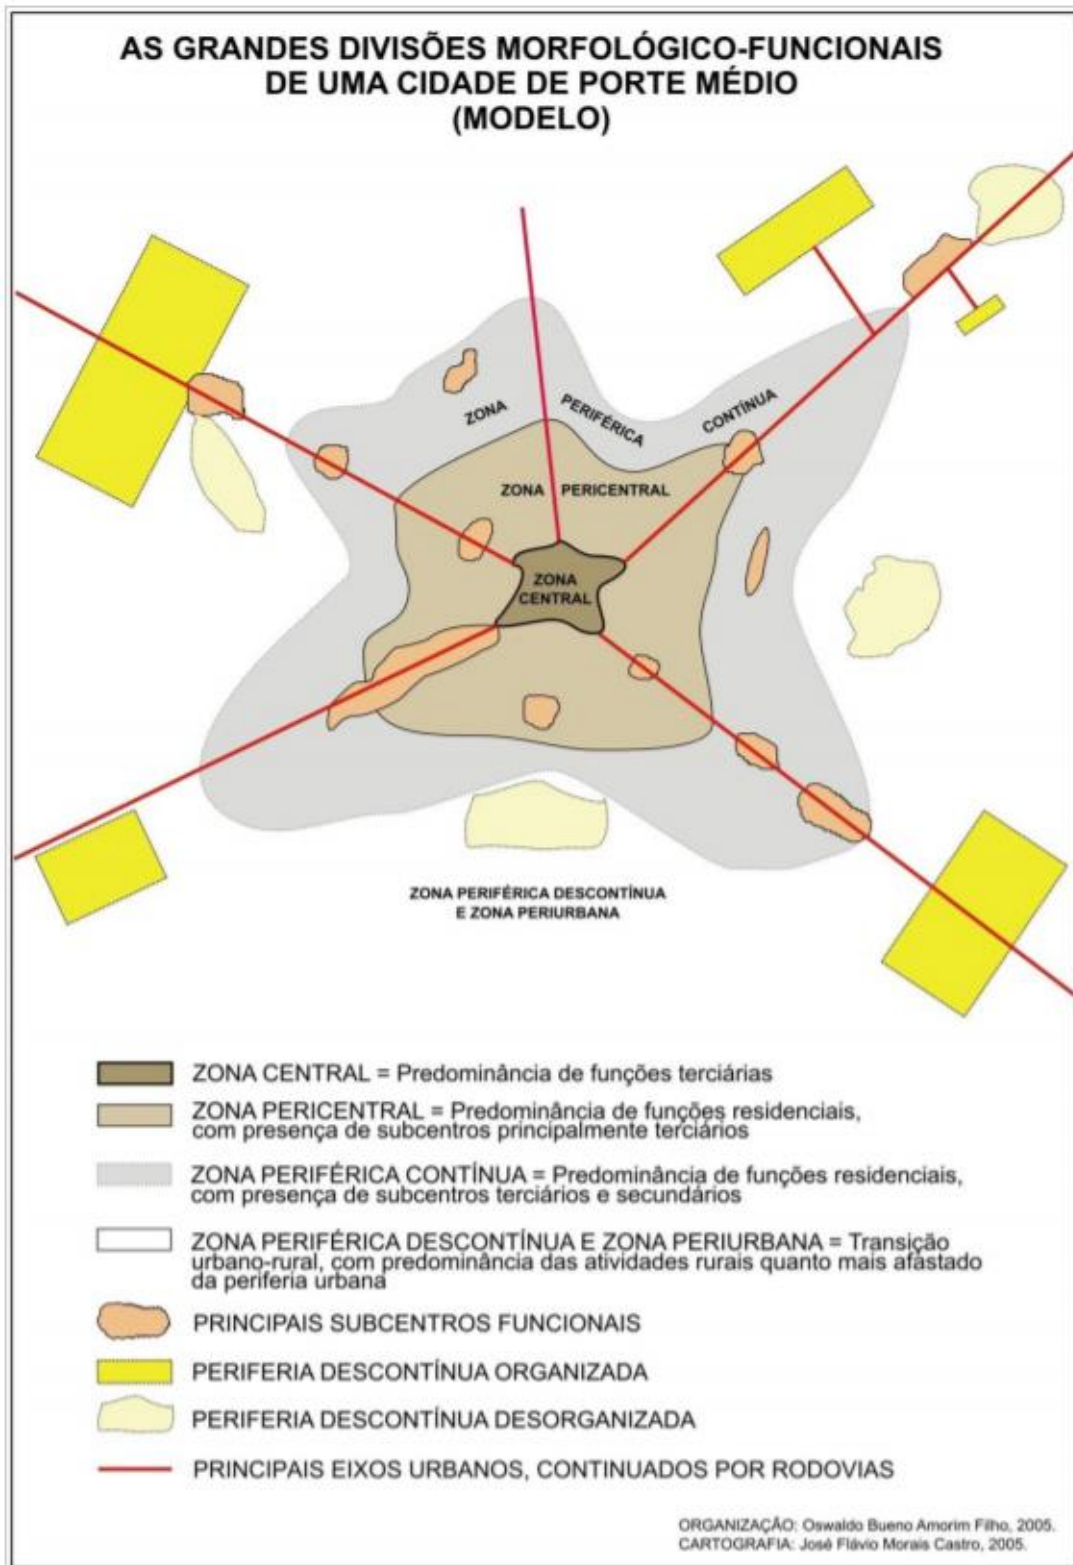 AS GRANDES DIVISÕES MORFOLÓGICO-FUNCIONAIS
DE UMA CIDADE DE PORTE MÉDIO
(MODELO)
ZONA PERIFÉRICA CONTÍNUA
ZONA PERICENTRAL
ZONA
CENTRAL
ZONA PERIFÉRICA DESCONTÍNUA
E ZONA PERIURBANA
ZONA CENTRAL = Predominância de funções terciárias
ZONA PERICENTRAL = Predominância de funções residenciais,
com presença de subcentros principalmente terciários
ZONA PERIFÉRICA CONTÍNUA = Predominância de funções residenciais,
com presença de subcentros terciários e secundários
ZONA PERIFÉRICA DESCONTÍNUA E ZONA PERIURBANA = Transição
urbano-rural, com predominância das atividades rurais quanto mais afastado
da periferia urbana
PRINCIPAIS SUBCENTROS FUNCIONAIS
PERIFERIA DESCONTÍNUA ORGANIZADA
PERIFERIA DESCONTÍNUA DESORGANIZADA
PRINCIPAIS EIXOS URBANOS, CONTINUADOS POR RODOVIAS
ORGANIZAÇÃO: Oswaldo Bueno Amorim Filho, 2005.
CARTOGRAFIA: José Flávio Morais Castro, 2005.